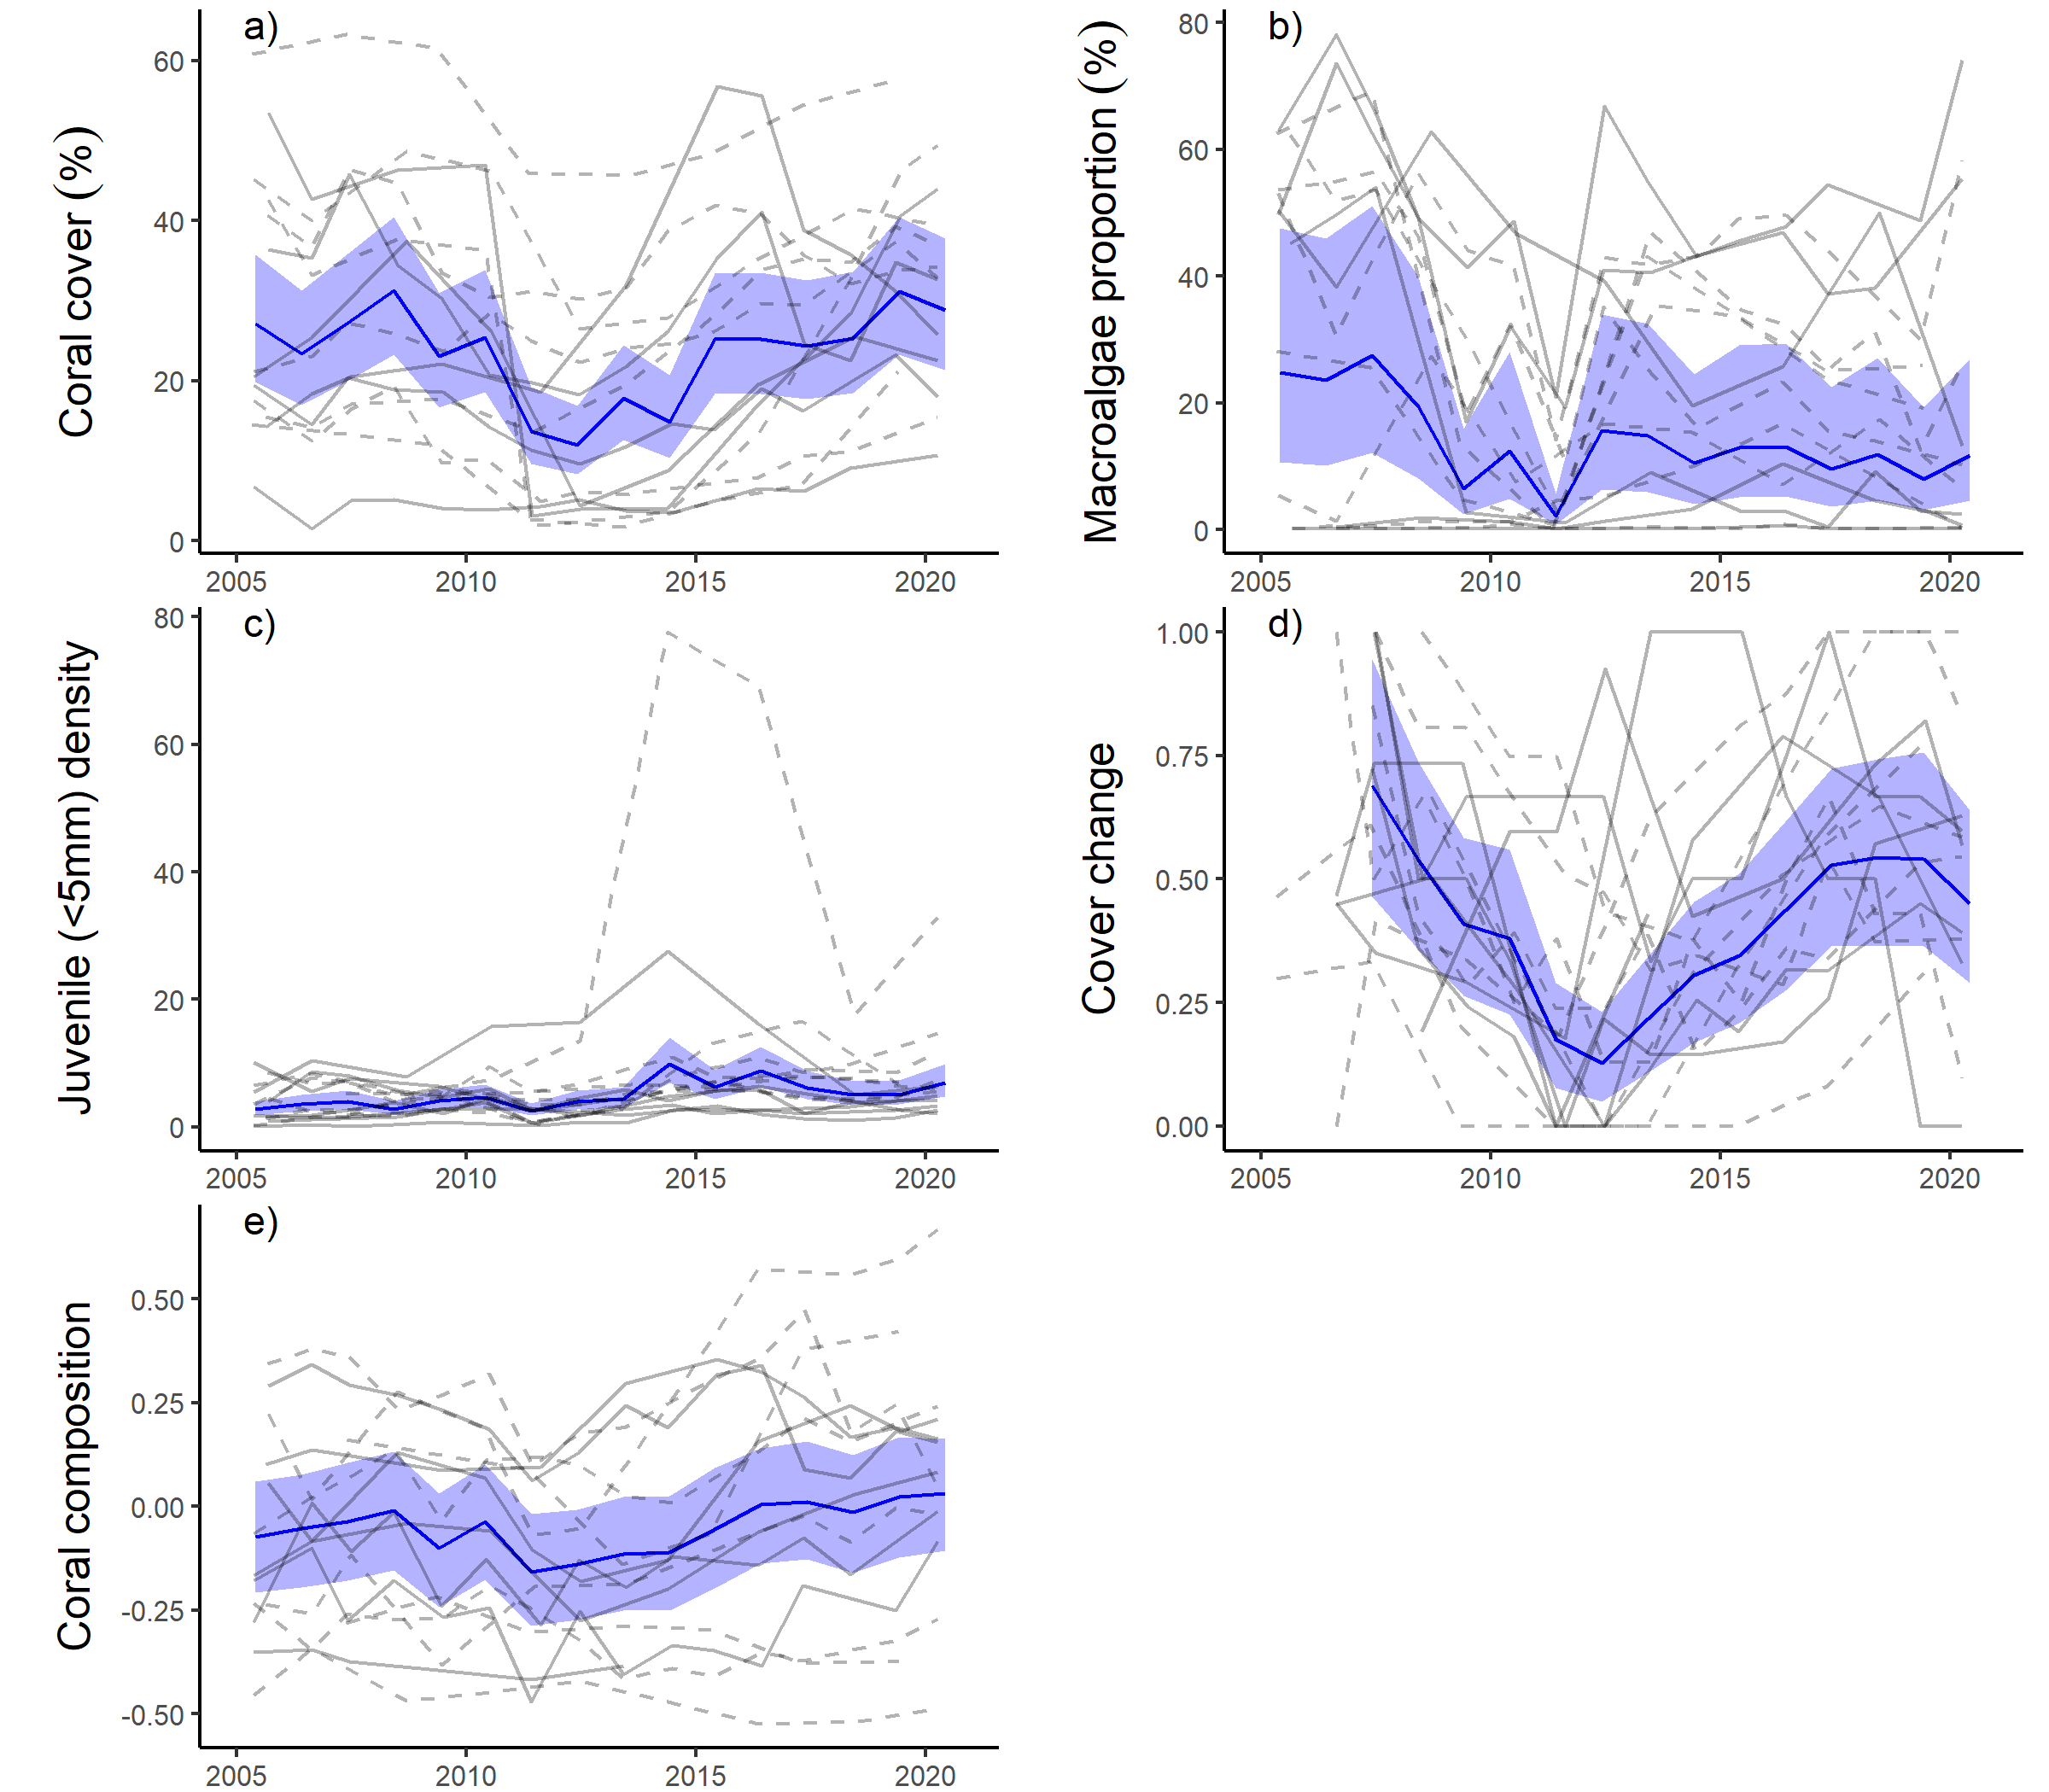 a)
Coral cover (%)
60
40
20
0
2005 2010 2015 2020
b)
Macroalgae proportion (%)
80
60
40
20
0
2005 2010 2015 2020
c)
Juvenile (<5mm) density
80
60
40
20
0
2005 2010 2015 2020
d)
Cover change
1.00
0.75
0.50
0.25
0.00
2005 2010 2015 2020
e)
Coral composition
0.50
0.25
0.00
-0.25
-0.50
2005 2010 2015 2020